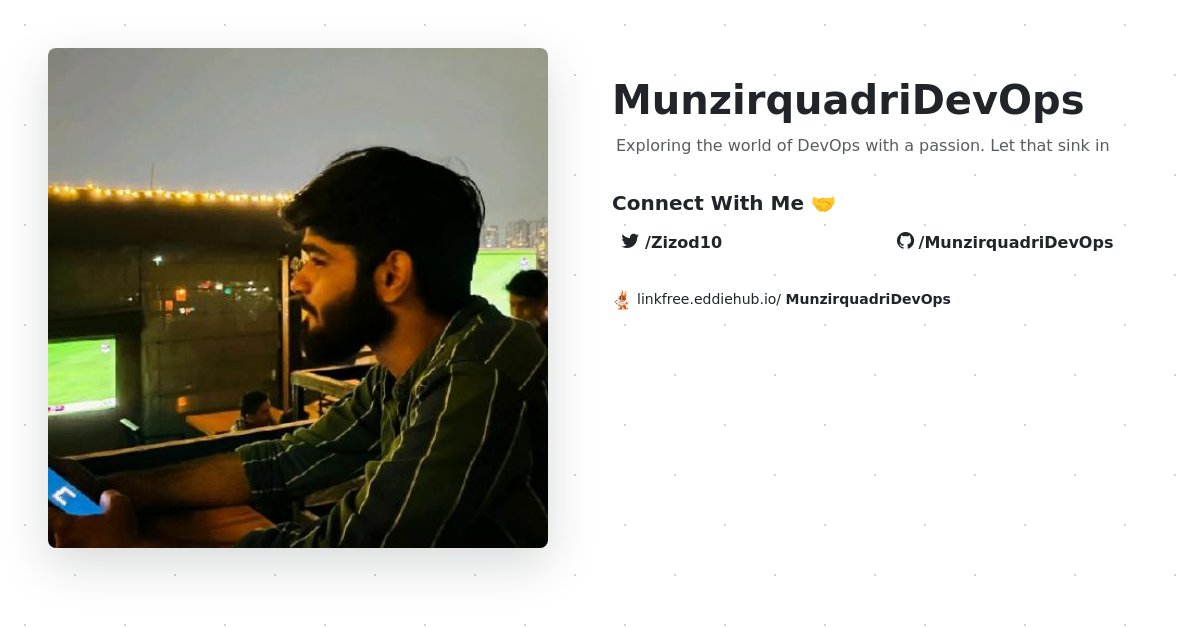 MunzirquadriDevOps
Exploring the world of DevOps with a passion. Let that sink in
Connect With Me 🤝
/Zizod10
/MunzirquadriDevOps
linkfree.eddiehub.io/ MunzirquadriDevOps